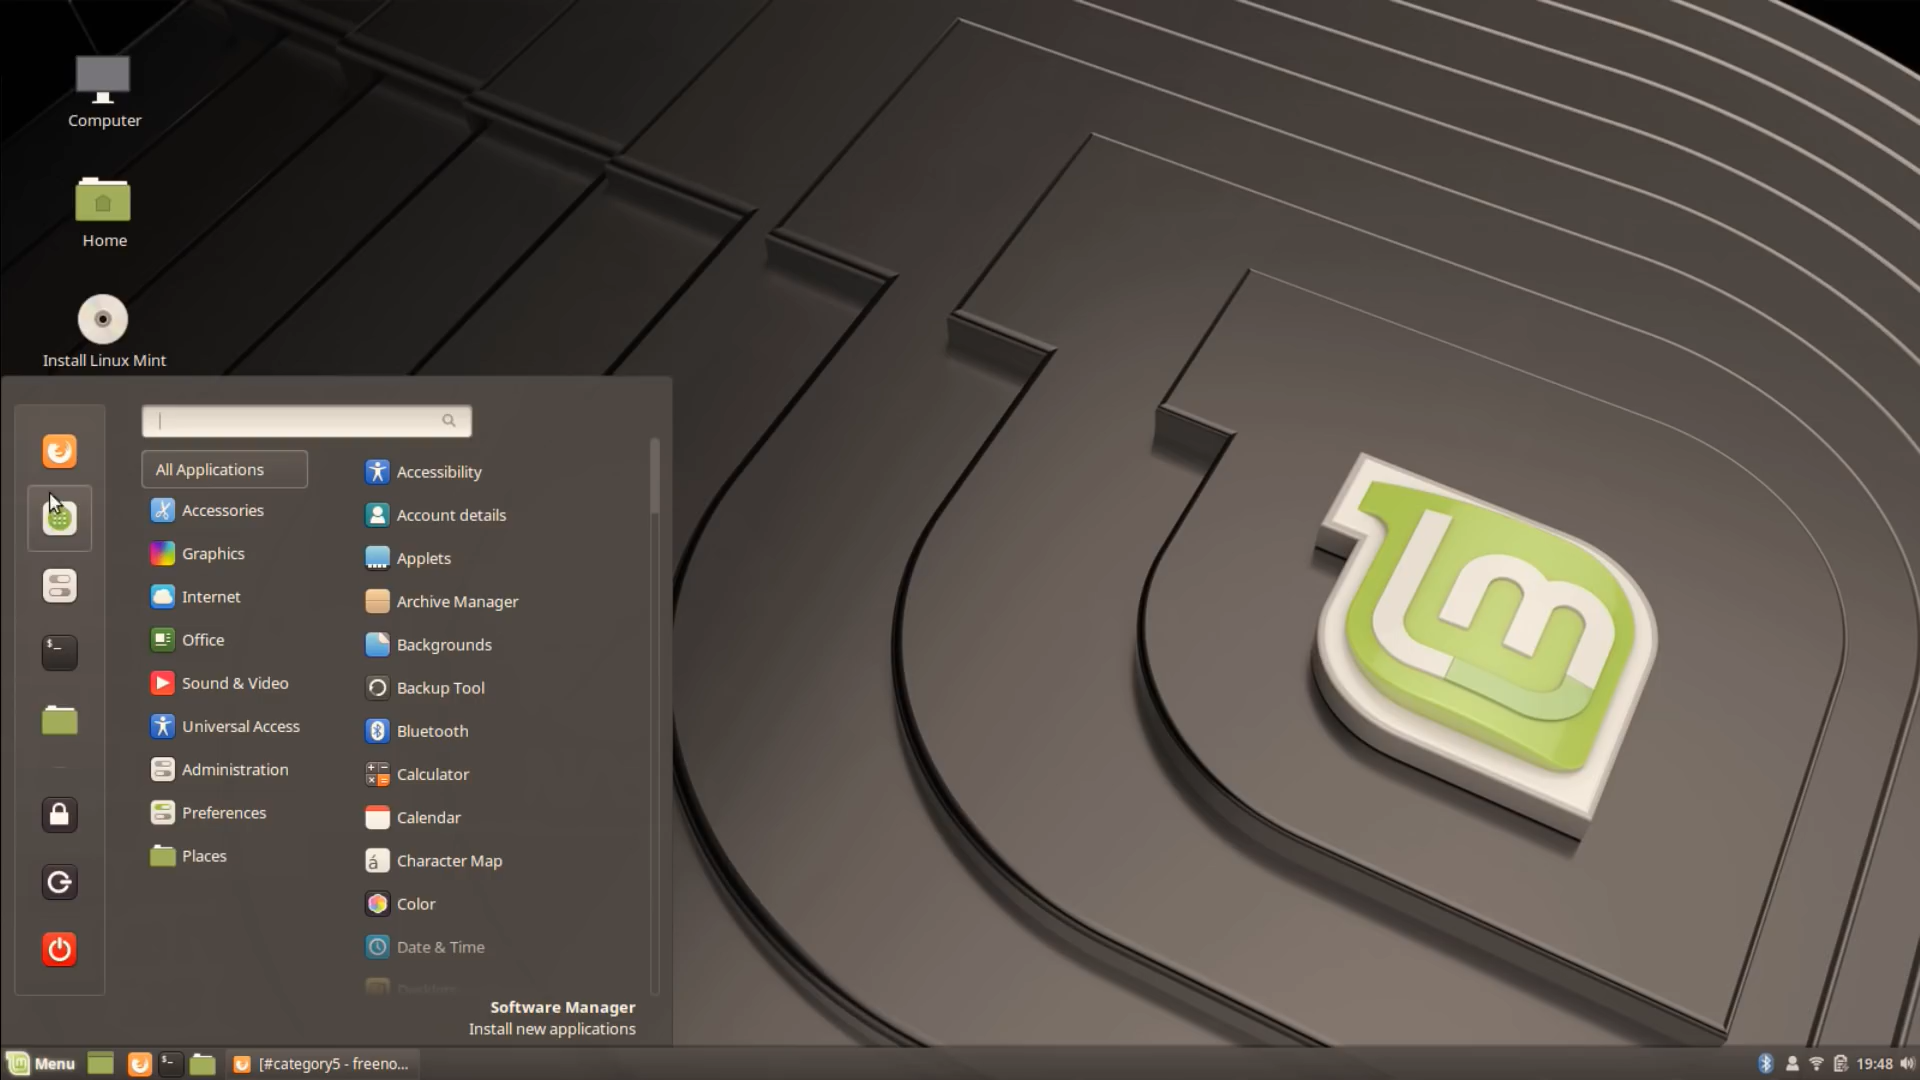 Computer
Home
Install Linux Mint
All Applications
Accessories
Graphics
Internet
Office
Sound & Video
Universal Access
Administration
Preferences
Places
Accessibility
Account details
Applets
Archive Manager
Backgrounds
Backup Tool
Bluetooth
Calculator
Calendar
Character Map
Color
Date & Time
Software Manager
Install new applications
Menu
[#category5 - freeno...
19:48